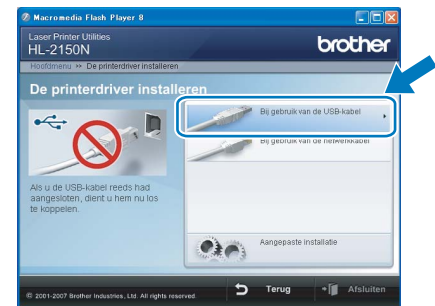 Macromedia Flash Player 8
Laser Printer Utilities
HL-2150N
brother
Hoofdmenu >> De printerdriver installeren
De printerdriver installeren
Bij gebruik van de USB-kabel
Bij gebruik van de netwerkkabel
Als u de USB-kabel reeds had
aangesloten, dient u hem nu los
te koppelen.
Aangepaste installatie
© 2001-2007 Brother Industries, Ltd. All rights reserved.
Terug
Afsluiten